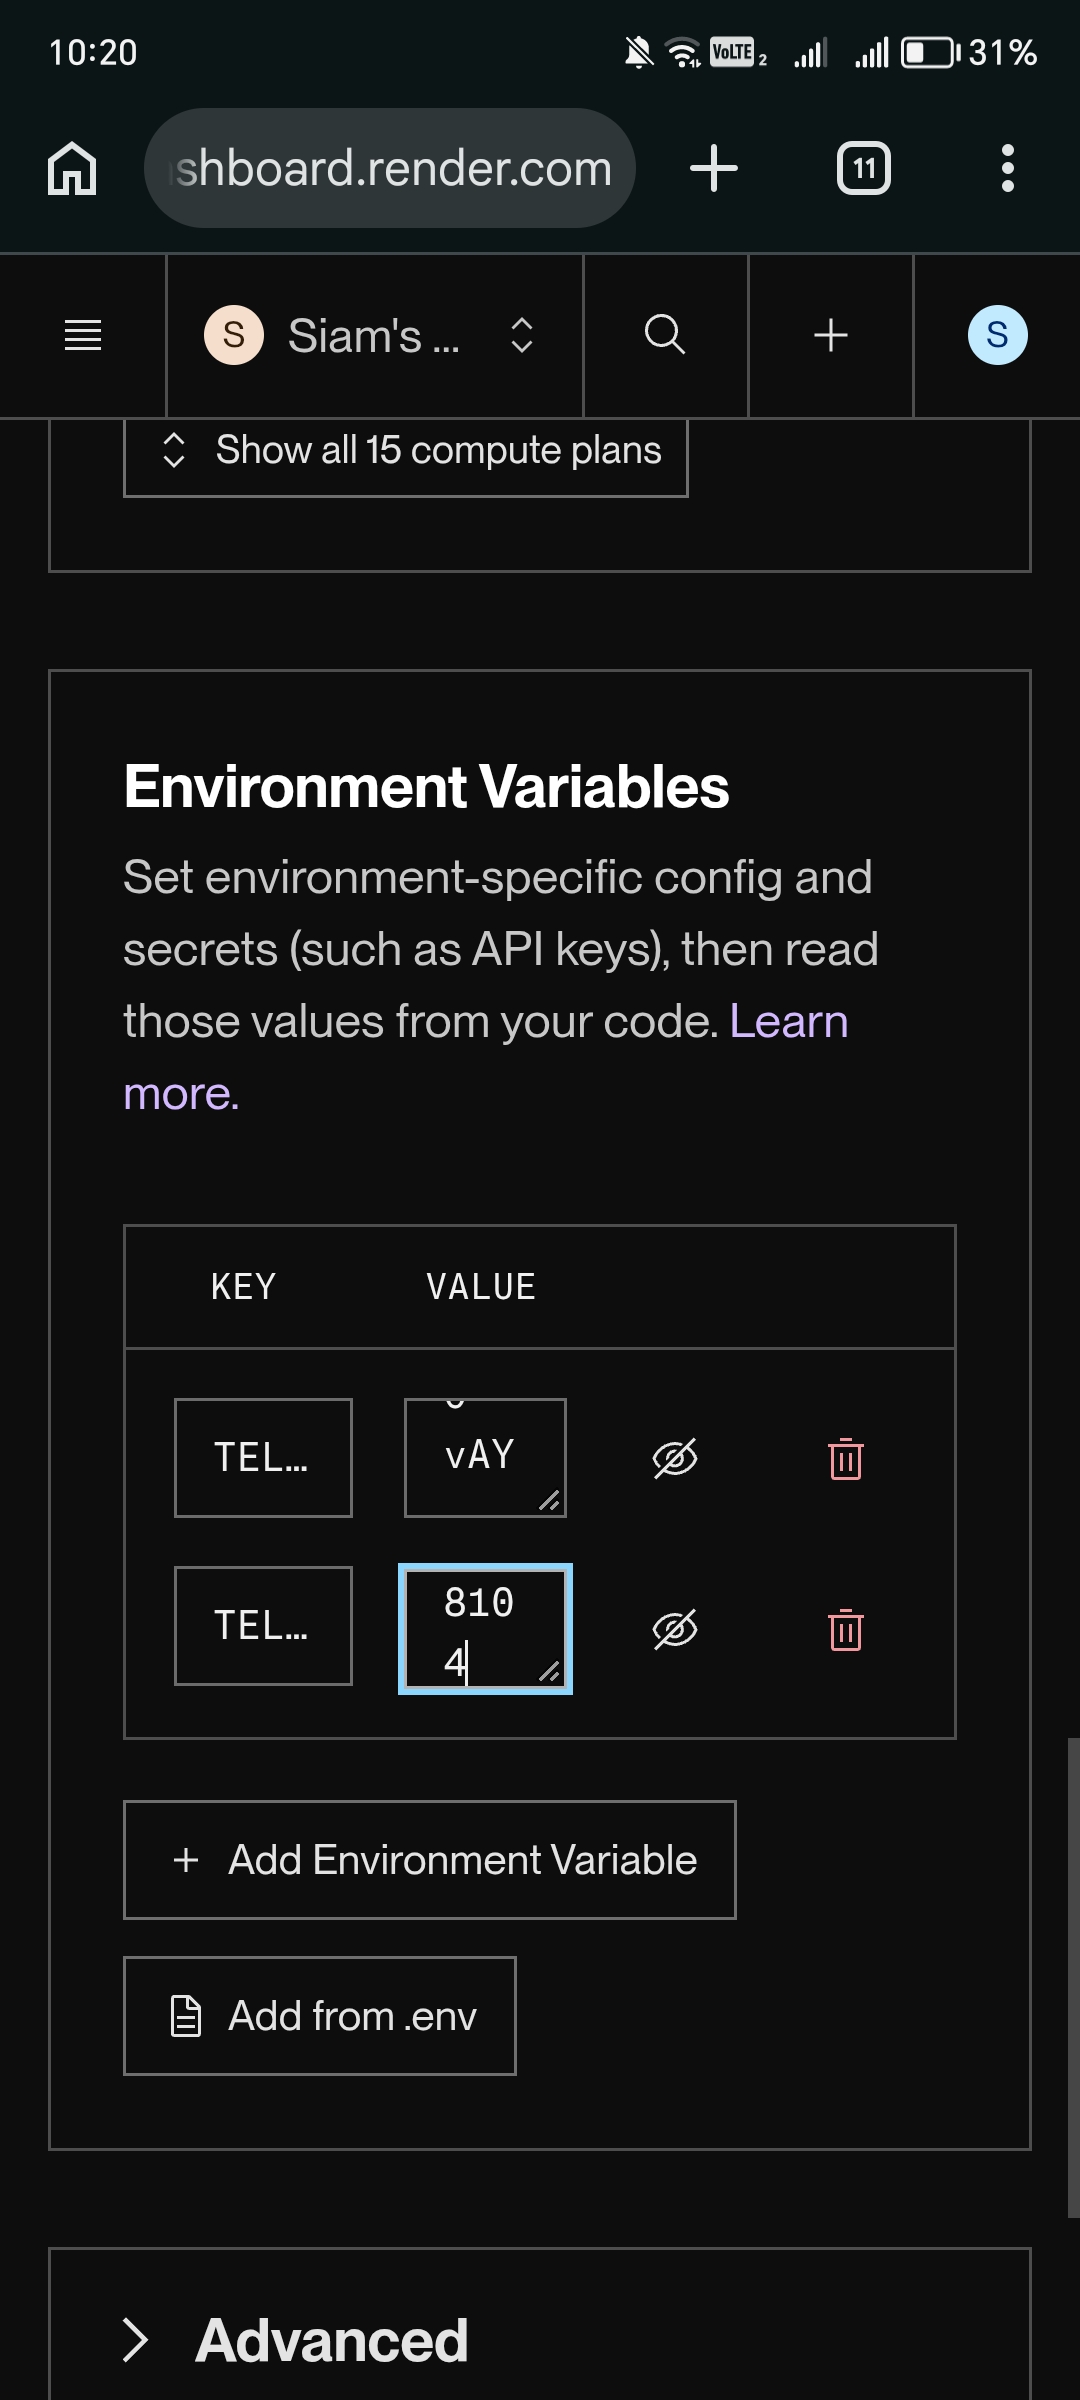 10:20
VoLTE 2 31%
shboard.render.com
11
S Siam's ... S
Show all 15 compute plans
Environment Variables
Set environment-specific config and
secrets (such as API keys), then read
those values from your code. Learn
more.
KEY VALUE
TEL… vAY
TEL… 810
4
+ Add Environment Variable
Add from .env
Advanced